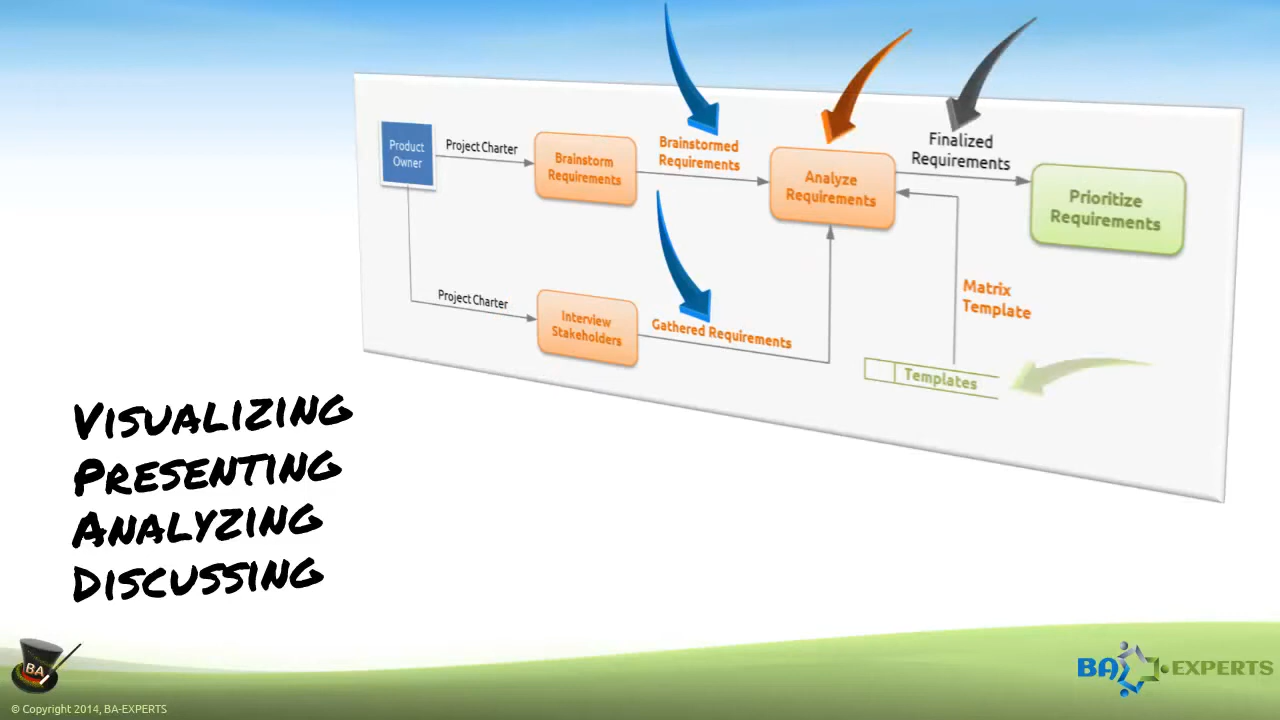 Product
Owner
Project Charter
Brainstorm
Requirements
Brainstormed
Requirements
Analyze
Requirements
Finalized
Requirements
Prioritize
Requirements
Project Charter
Interview
Stakeholders
Gathered Requirements
Matrix
Template
Templates
VISUALIZING
PRESENTING
ANALYZING
DISCUSSING
BA
BA EXPERTS
© Copyright 2014, BA-EXPERTS